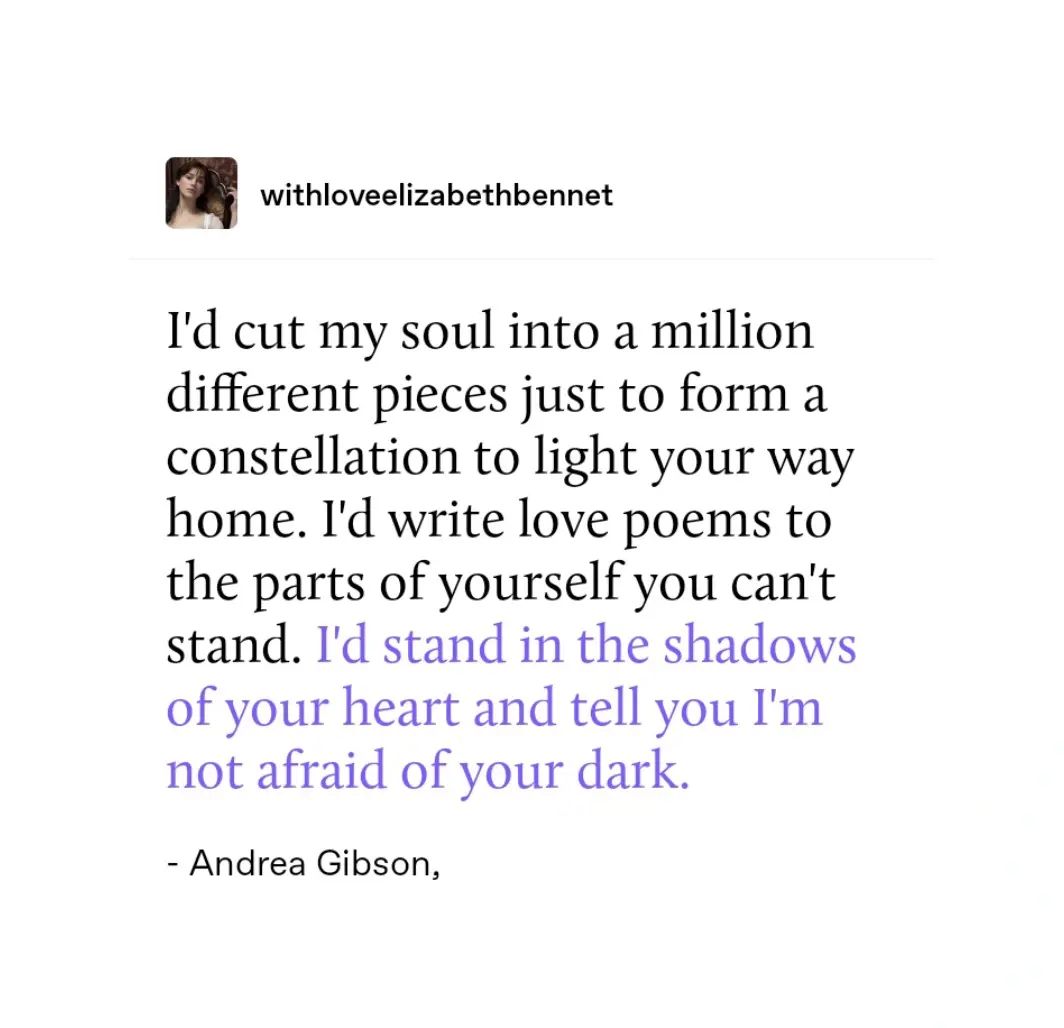 withloveelizabethbennet
I'd cut my soul into a million
different pieces just to form a
constellation to light your way
home. I'd write love poems to
the parts of yourself you can't
stand. I'd stand in the shadows
of your heart and tell you I'm
not afraid of your dark.
- Andrea Gibson,